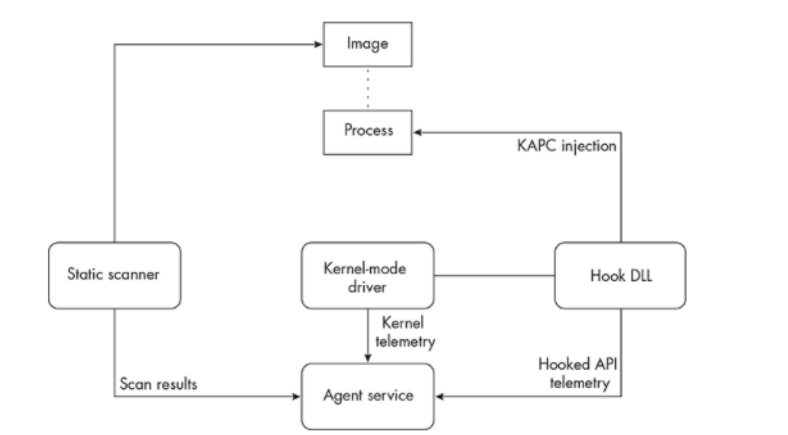 Image
Process
KAPC injection
Static scanner
Kernel-mode
driver
Hook DLL
Kernel
telemetry
Hooked API
telemetry
Scan results
Agent service